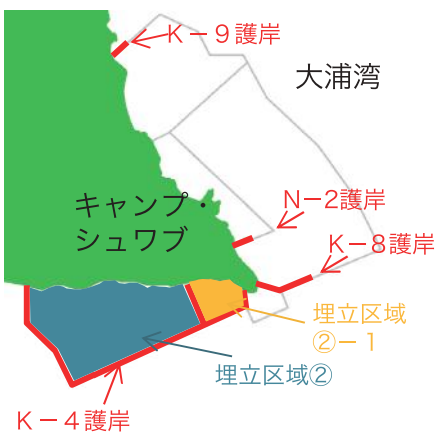 K－9護岸
大浦湾
キャンプ・
シュワブ
N－2護岸
K－8護岸
埋立区域
②－1
埋立区域②
K－4護岸